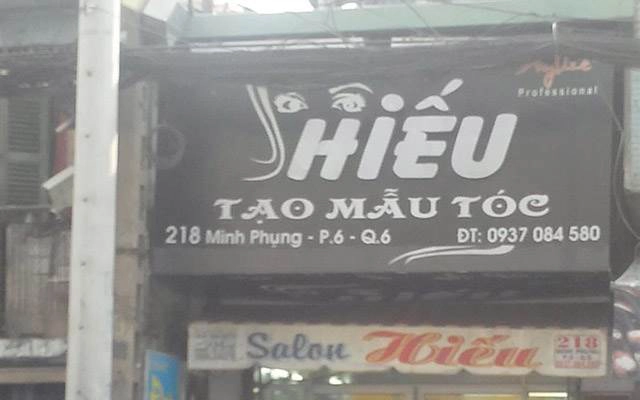 Professional
HIẾU
TẠO MẪU TÓC
218 Minh Phụng - P.6 - Q.6 ĐT: 0937 084 580
Salon Hiếu 218